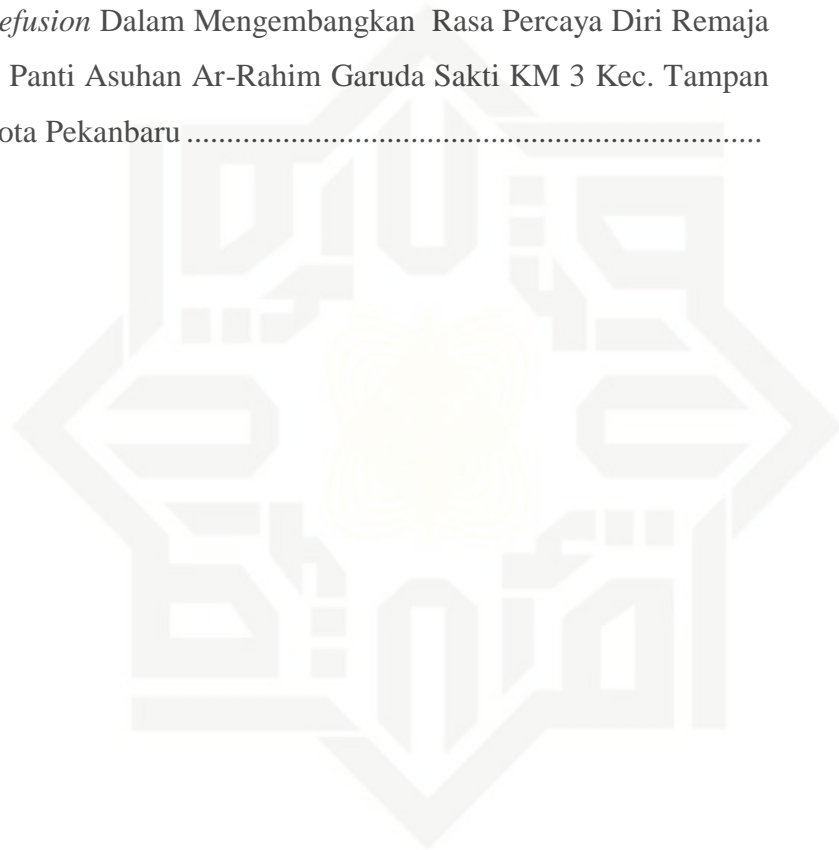 efusion Dalam Mengembangkan Rasa Percaya Diri Remaja
Panti Asuhan Ar-Rahim Garuda Sakti KM 3 Kec. Tampan
ota Pekanbaru ........................................................................